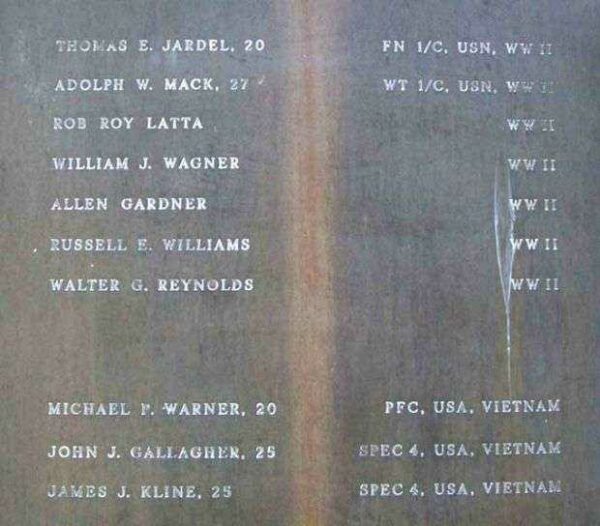 THOMAS E. JARDEL, 20 FN 1/C, USN, WW II
ADOLPH W. MACK, 27 WT 1/C, USN, WW II
ROB ROY LATTA WW II
WILLIAM J. WAGNER WW II
ALLEN GARDNER WW II
RUSSELL E. WILLIAMS WW II
WALTER G. REYNOLDS WW II
MICHAEL WARNER, 20 PFC, USA, VIETNAM
JOHN J. GALLAGHER, 25 SPEC 4, USA, VIETNAM
JAMES J. KLINE, 25 SPEC 4, USA, VIETNAM